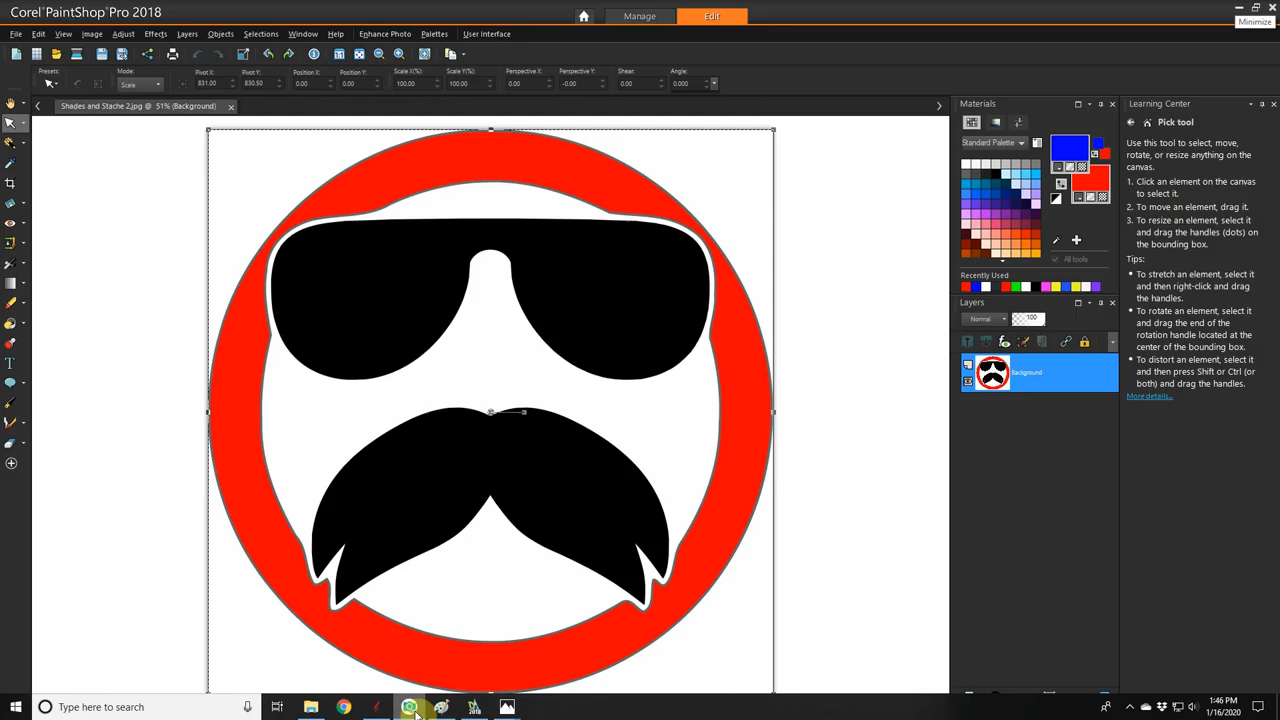 Corel PaintShop Pro 2018
Manage
Edit
Minimize
File Edit View Image Adjust Effects Layers Objects Selections Window Help Enhance Photo Palettes User Interface
Presets: Mode: Pivot X: Pivot Y: Position X: Position Y: Scale X(%): Scale Y(%): Perspective X: Perspective Y: Shear: Angle:
Scale 831.00 830.50 0.00 0.00 100.00 100.00 0.00 -0.00 0.00 0.000
Shades and Stache 2.jpg @ 51% (Background)
Materials
Standard Palette
All tools
Recently Used
Layers
Normal 100
Background
Learning Center
Pick tool
Use this tool to select, move,
rotate, or resize anything on the
canvas.
1. Click an element on the canvas
to select it.
2. To move an element, drag it.
3. To resize an element, select it
and drag the handles (dots) on
the bounding box.
Tips:
To stretch an element, select it
and then right-click and drag
the handles.
To rotate an element, select it
and drag the end of the
rotation handle located at the
center of the bounding box.
To distort an element, select it
and then press Shift or Ctrl (or
both) and drag the handles.
More details...
Type here to search
2018
1:46 PM
1/16/2020